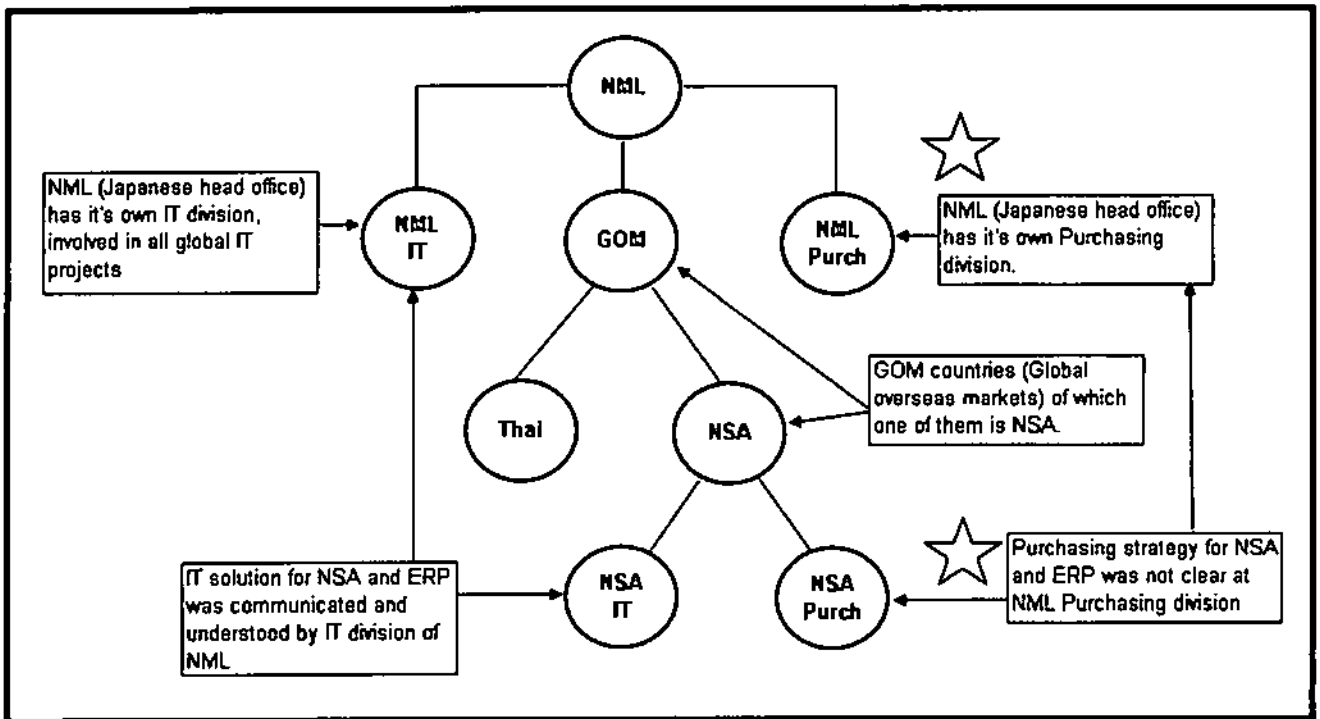 NML
NML (Japanese head office)
has it's own IT division,
involved in all global IT
projects
NML
IT
GOM
NML
Purch
NML (Japanese head office)
has it's own Purchasing
division.
GOM countries (Global
overseas markets) of which
one of them is NSA.
Thai
NSA
IT solution for NSA and ERP
was communicated and
understood by IT division of
NML
NSA
IT
NSA
Purch
Purchasing strategy for NSA
and ERP was not clear at
NML Purchasing division